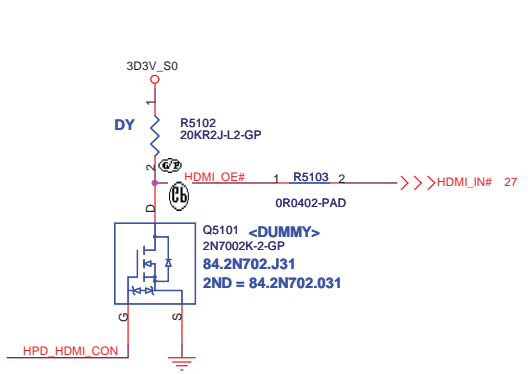 3D3V_S0
1
DY
R5102
20KR2J-L2-GP
2
G/P
HDMI_OE#
1
R5103
2
HDMI_IN#
27
Cb
0R0402-PAD
D
Q5101
<DUMMY>
2N7002K-2-GP
84.2N702.J31
2ND = 84.2N702.031
G
S
HPD_HDMI_CON